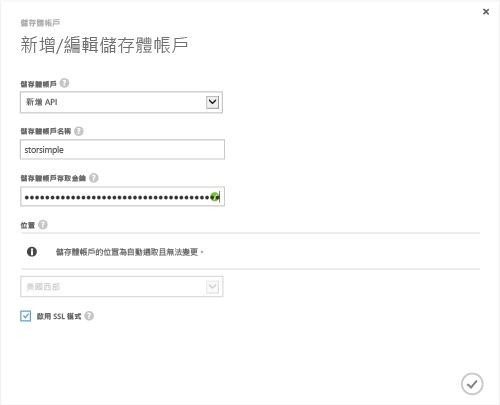 儲存體帳戶
新增/編輯儲存體帳戶
儲存體帳戶 ?
新增 API
儲存體帳戶名稱 ?
storsimple
儲存體帳戶存取金鑰 ?
位置 ?
儲存體帳戶的位置為自動選取且無法變更。
美國西部
啟用 SSL 模式 ?